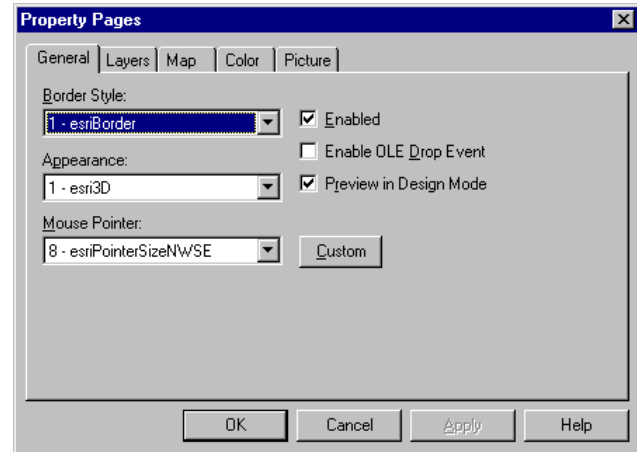 Property Pages
General Layers Map Color Picture
Border Style:
1 - esriBorder
Enabled
Enable OLE Drop Event
Appearance:
1 - esri3D
Preview in Design Mode
Mouse Pointer:
8 - esriPointerSizeNWSE
Custom
OK Cancel Apply Help